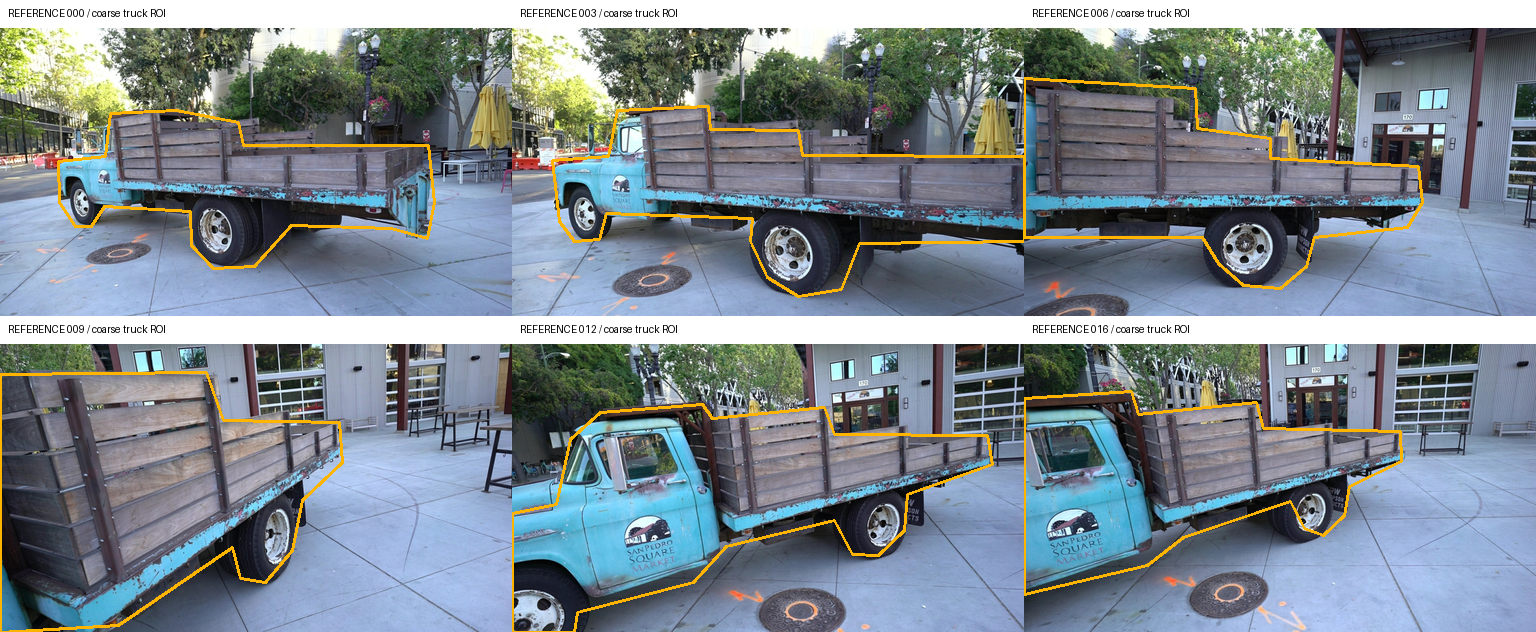 REFERENCE 000 / coarse truck ROI
REFERENCE 003 / coarse truck ROI
REFERENCE 006 / coarse truck ROI
170
REFERENCE 009 / coarse truck ROI
REFERENCE 012 / coarse truck ROI
REFERENCE 016 / coarse truck ROI
170
SAN PEDRO
SQUARE
MARKET
SAN PEDRO
SQUARE
MARKET